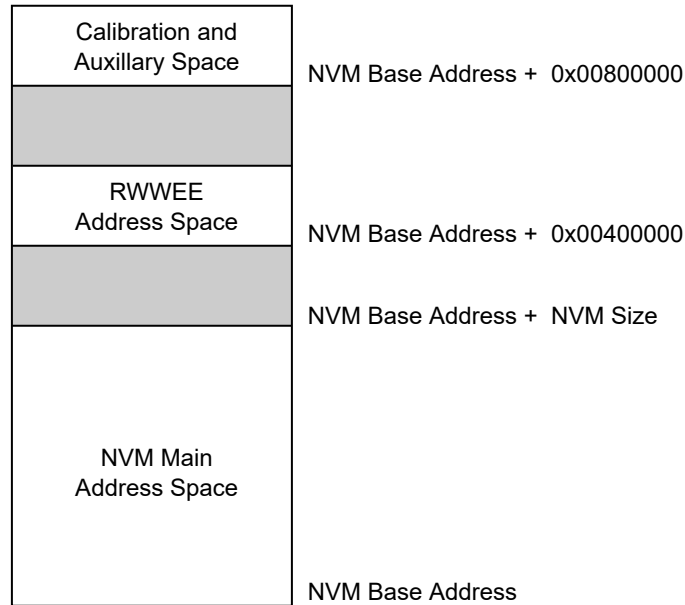 Calibration and
Auxillary Space
NVM Base Address + 0x00800000
RWWEE
Address Space
NVM Base Address + 0x00400000
NVM Base Address + NVM Size
NVM Main
Address Space
NVM Base Address